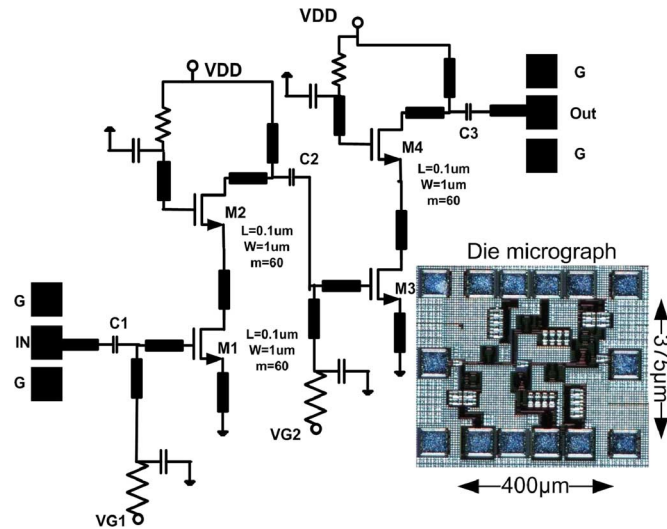 VDD
VDD
G
Out
G
C3
M4
L=0.1um
W=1um
m=60
C2
M2
L=0.1um
W=1um
m=60
Die micrograph
M3
G
IN
G
C1
M1
L=0.1um
W=1um
m=60
375µm
400µm
VG2
VG1